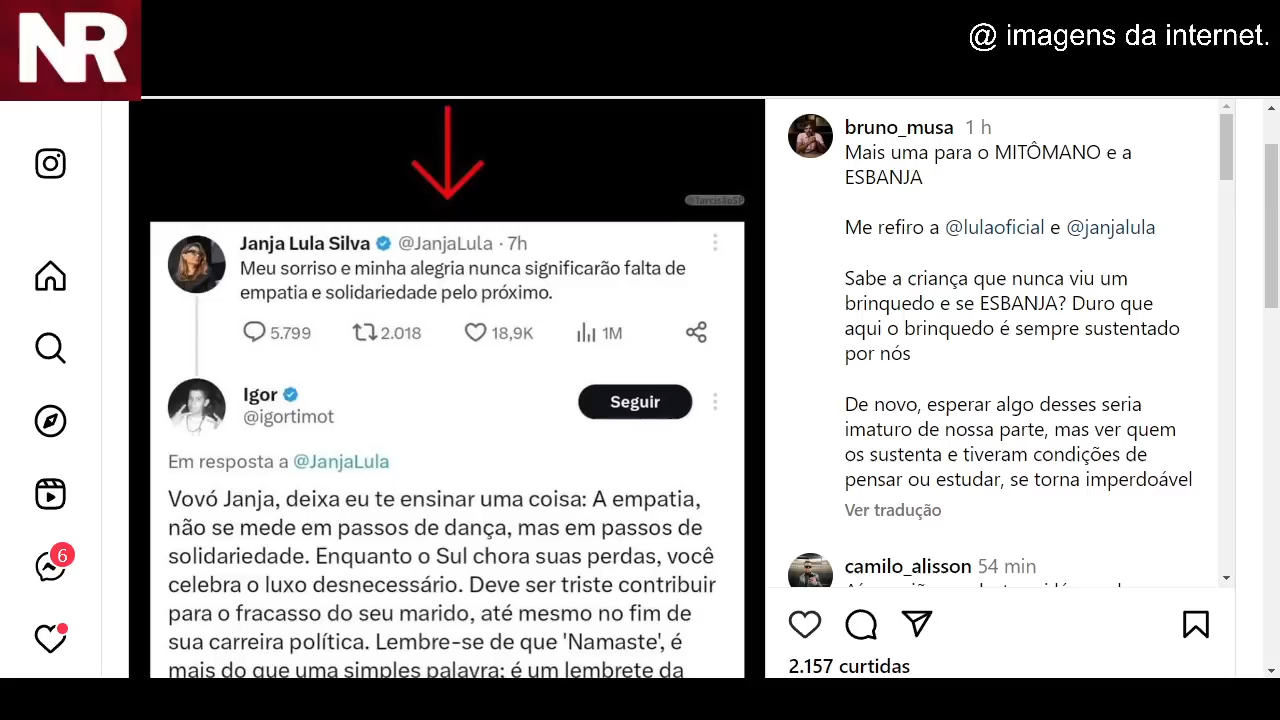 NR
@ imagens da internet.
@TarcisãoSP
Janja Lula Silva @JanjaLula · 7h
Meu sorriso e minha alegria nunca significarão falta de
empatia e solidariedade pelo próximo.
5.799 2.018 18,9K 1M
Igor
@igortimot
Seguir
Em resposta a @JanjaLula
Vovó Janja, deixa eu te ensinar uma coisa: A empatia,
não se mede em passos de dança, mas em passos de
solidariedade. Enquanto o Sul chora suas perdas, você
celebra o luxo desnecessário. Deve ser triste contribuir
para o fracasso do seu marido, até mesmo no fim de
sua carreira política. Lembre-se de que 'Namaste', é
mais do que uma simples palavra; é um lembrete da
6
bruno_musa 1 h
Mais uma para o MITÔMANO e a
ESBANJA
Me refiro a @lulaoficial e @janjalula
Sabe a criança que nunca viu um
brinquedo e se ESBANJA? Duro que
aqui o brinquedo é sempre sustentado
por nós
De novo, esperar algo desses seria
imaturo de nossa parte, mas ver quem
os sustenta e tiveram condições de
pensar ou estudar, se torna imperdoável
Ver tradução
camilo_alisson 54 min
2.157 curtidas